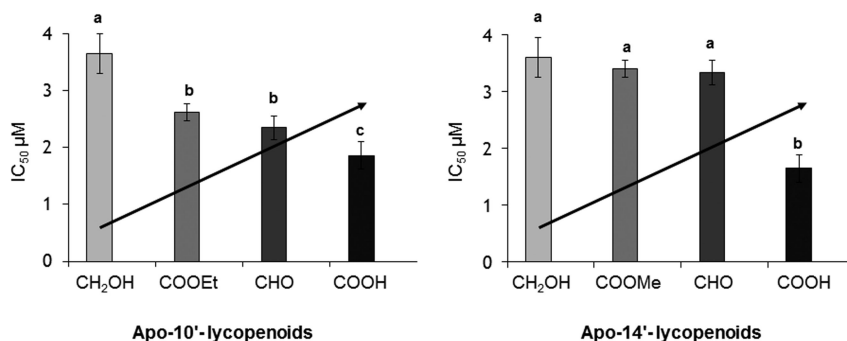 IC₅₀ µM
4
3
2
1
0
a
b
b
c
CH₂OH COOEt CHO COOH
Apo-10'-lycopenoids
IC₅₀ µM
4
3
2
1
0
a
a
a
b
CH₂OH COOMe CHO COOH
Apo-14'-lycopenoids